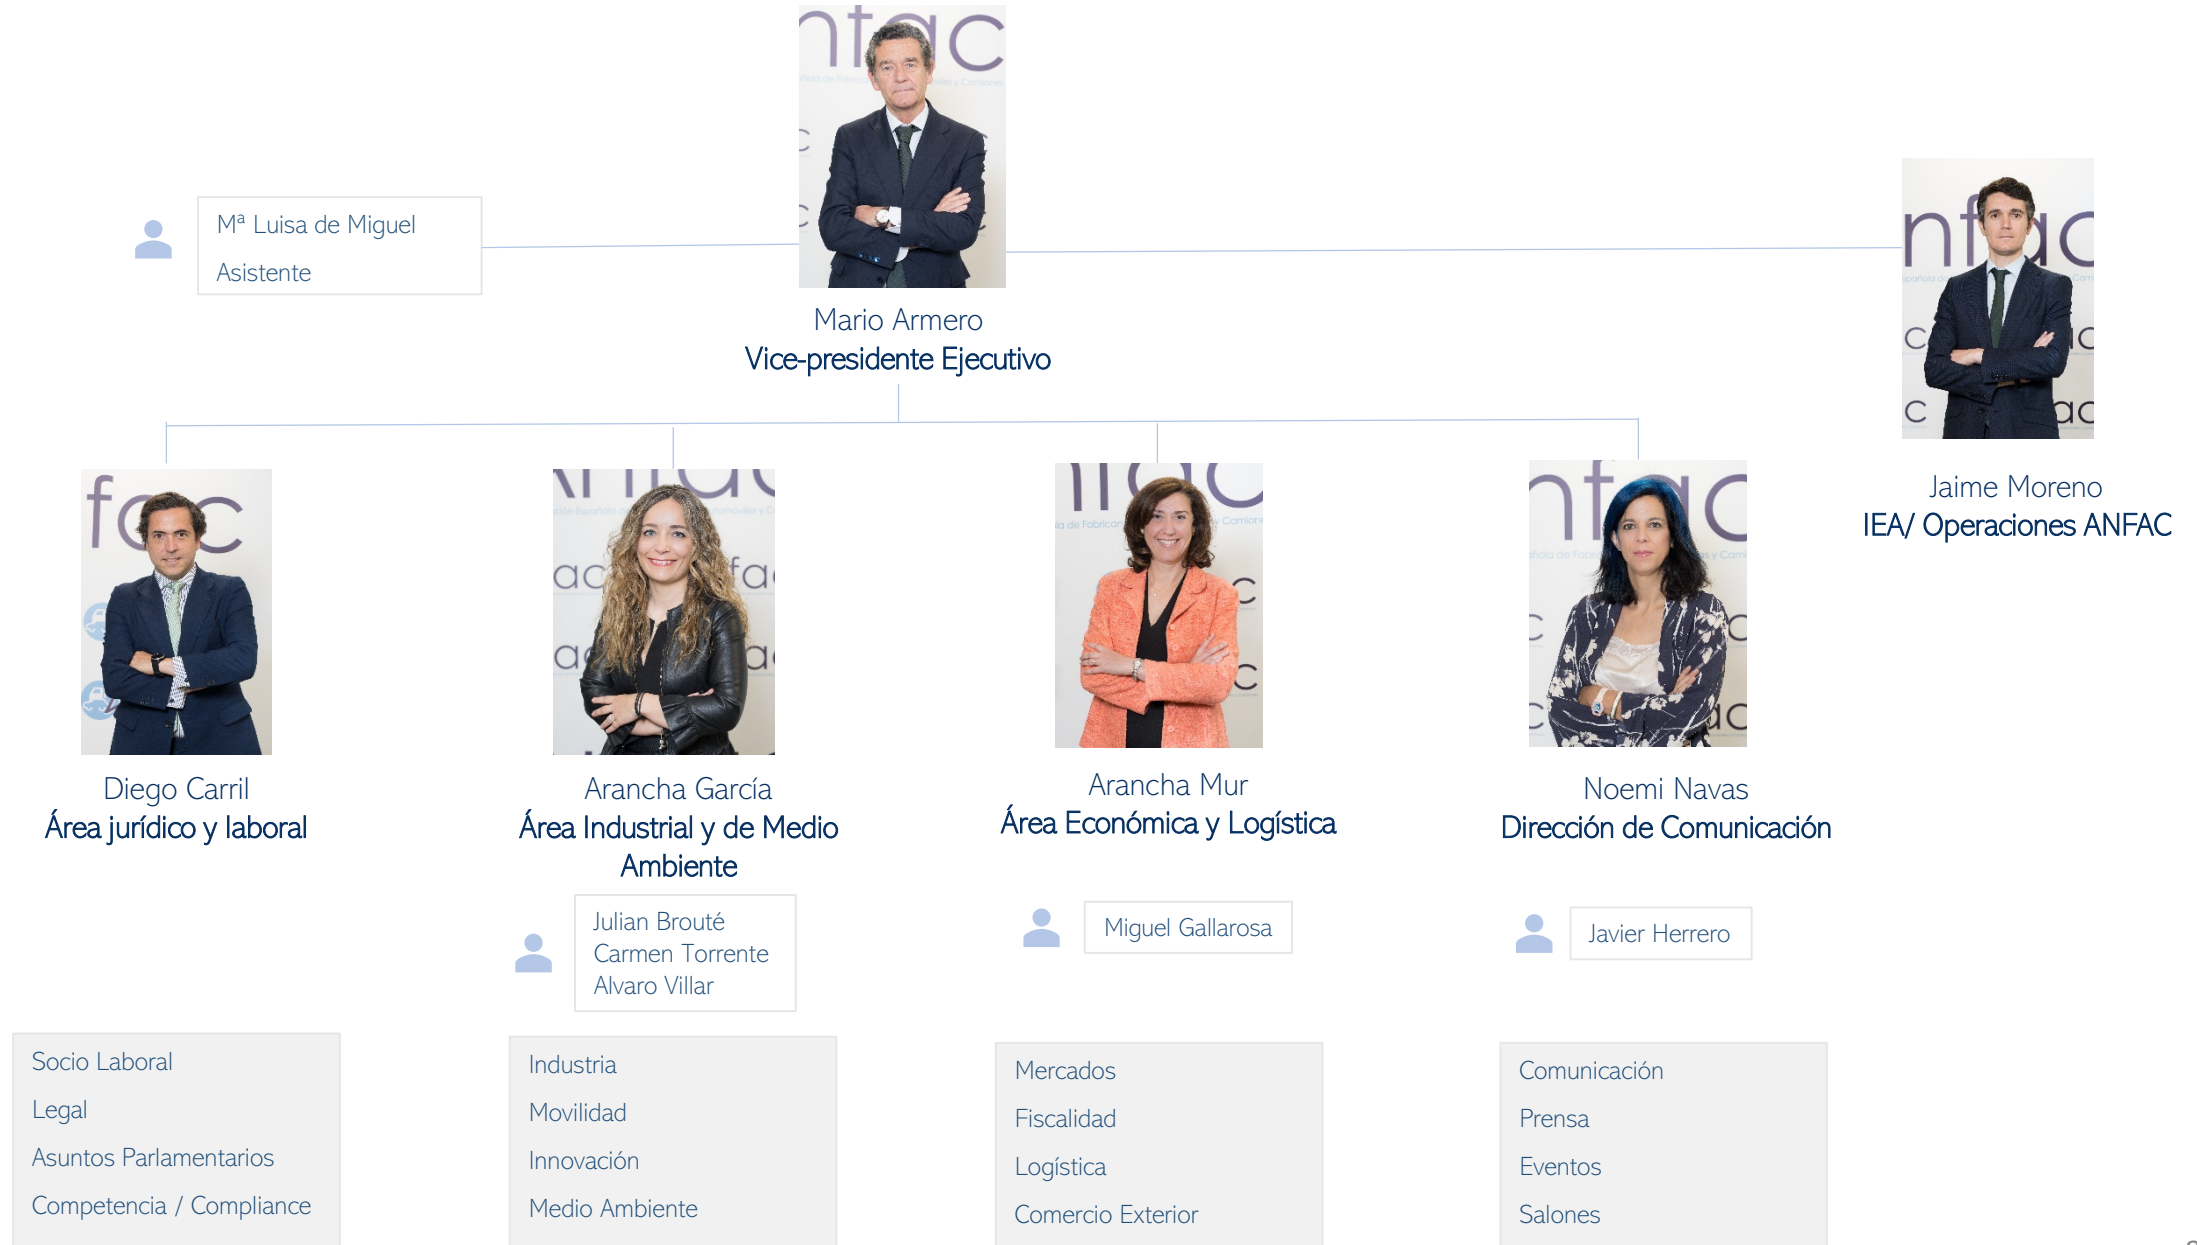 Mª Luisa de Miguel
Asistente
Mario Armero
Vice-presidente Ejecutivo
Jaime Moreno
IEA/ Operaciones ANFAC
Diego Carril
Área jurídico y laboral
Arancha García
Área Industrial y de Medio
Ambiente
Arancha Mur
Área Económica y Logística
Noemi Navas
Dirección de Comunicación
Julian Brouté
Carmen Torrente
Alvaro Villar
Miguel Gallarosa
Javier Herrero
Socio Laboral
Legal
Asuntos Parlamentarios
Competencia / Compliance
Industria
Movilidad
Innovación
Medio Ambiente
Mercados
Fiscalidad
Logística
Comercio Exterior
Comunicación
Prensa
Eventos
Salones